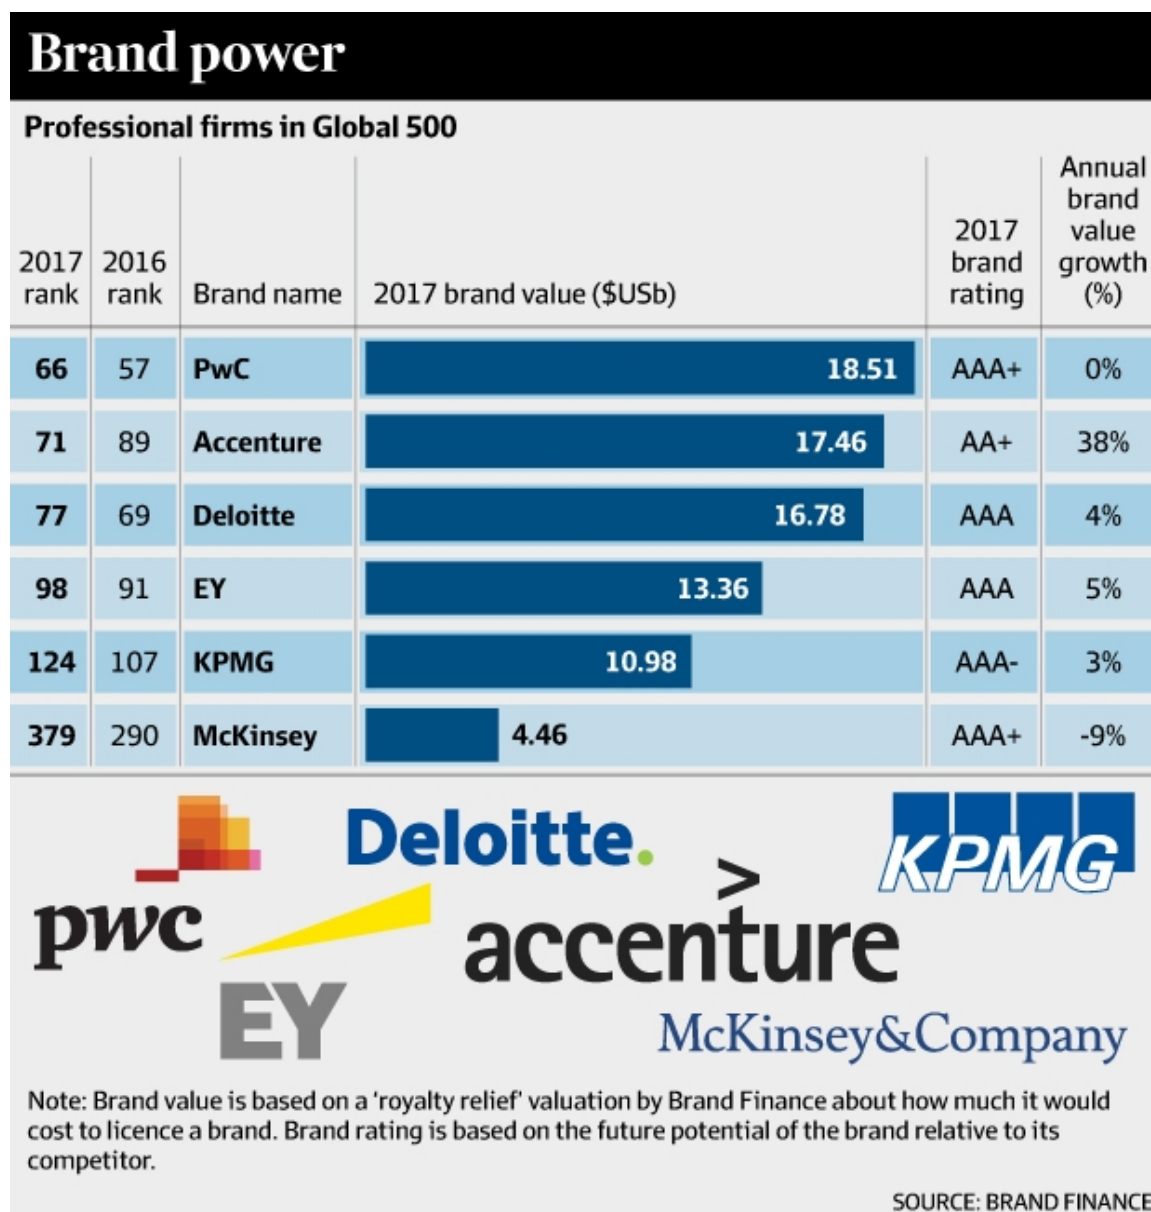 Brand power
Professional firms in Global 500
2017 rank 2016 rank Brand name 2017 brand value ($USb) 2017 brand rating Annual brand value growth (%)
66 57 PwC 18.51 AAA+ 0%
71 89 Accenture 17.46 AA+ 38%
77 69 Deloitte 16.78 AAA 4%
98 91 EY 13.36 AAA 5%
124 107 KPMG 10.98 AAA- 3%
379 290 McKinsey 4.46 AAA+ -9%
pwc
Deloitte.
KPMG
EY
>
accenture
McKinsey&Company
Note: Brand value is based on a ‘royalty relief’ valuation by Brand Finance about how much it would
cost to licence a brand. Brand rating is based on the future potential of the brand relative to its
competitor.
SOURCE: BRAND FINANCE